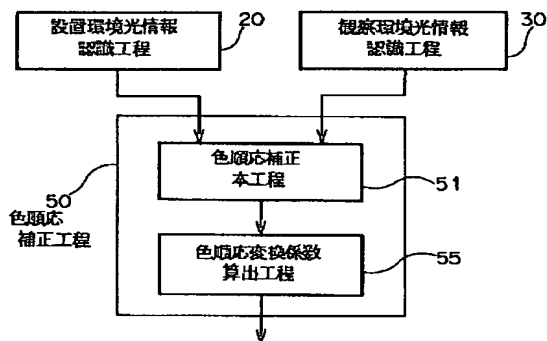 設置環境光情報
認識工程
20
観察環境光情報
認識工程
30
色順応補正
本工程
51
50
色順応
補正工程
色順応変換係数
算出工程
55